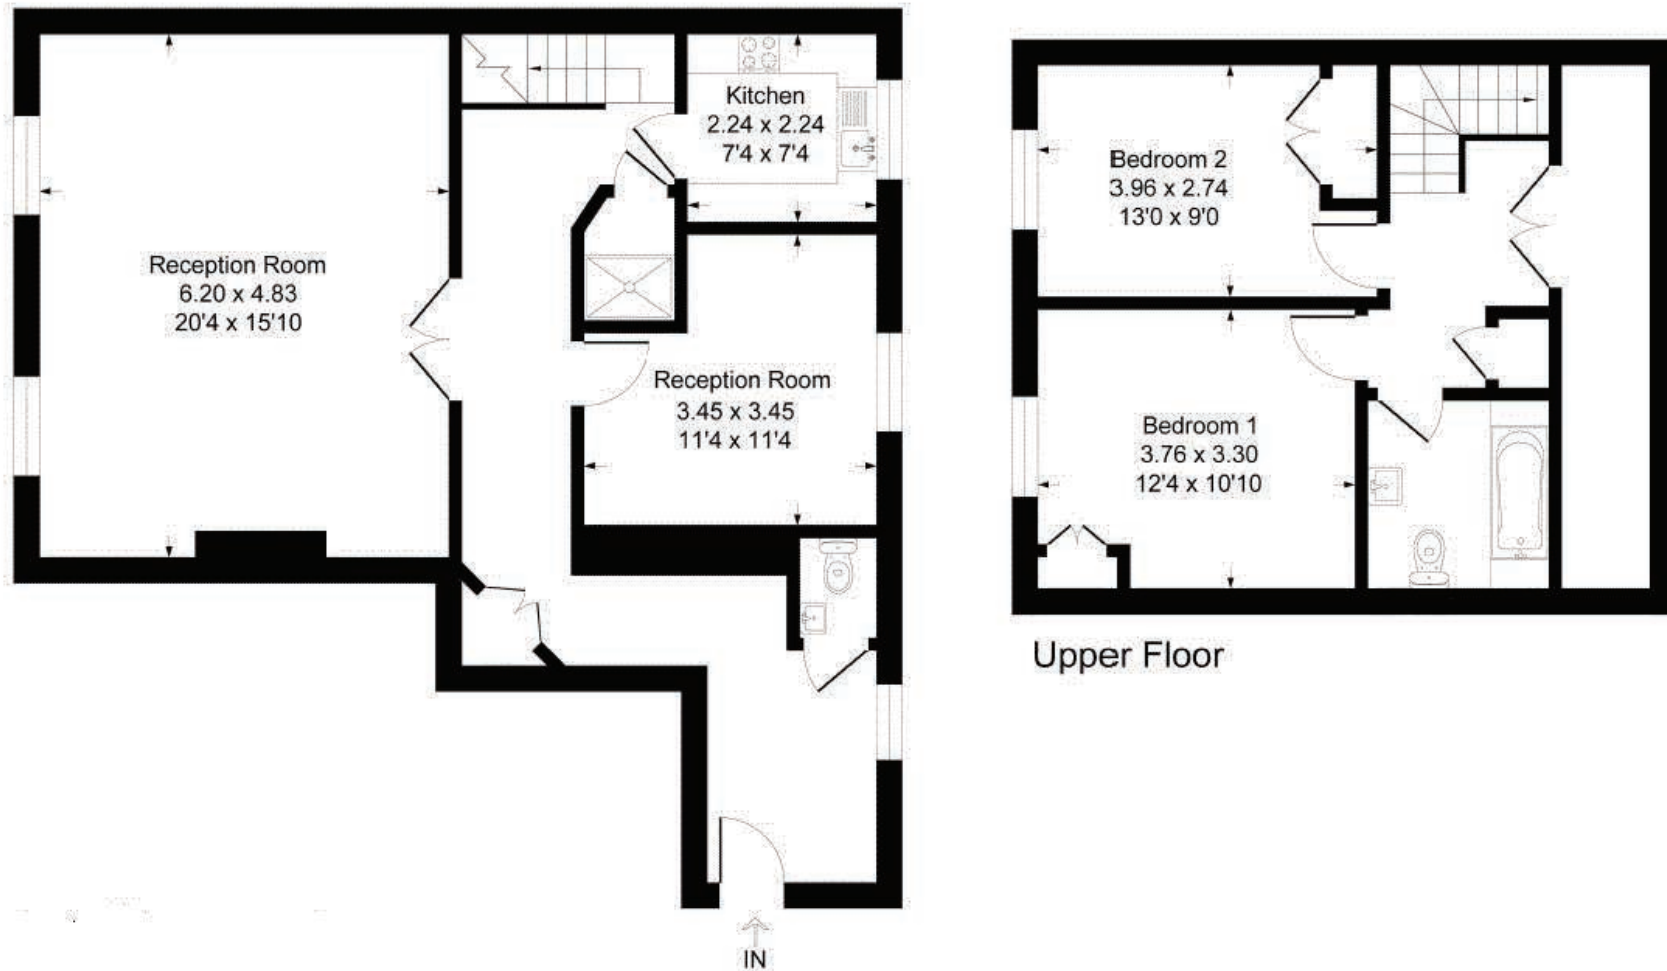 Kitchen
2.24 x 2.24
7'4 x 7'4
Reception Room
6.20 x 4.83
20'4 x 15'10
Reception Room
3.45 x 3.45
11'4 x 11'4
IN
Bedroom 2
3.96 x 2.74
13'0 x 9'0
Bedroom 1
3.76 x 3.30
12'4 x 10'10
Upper Floor